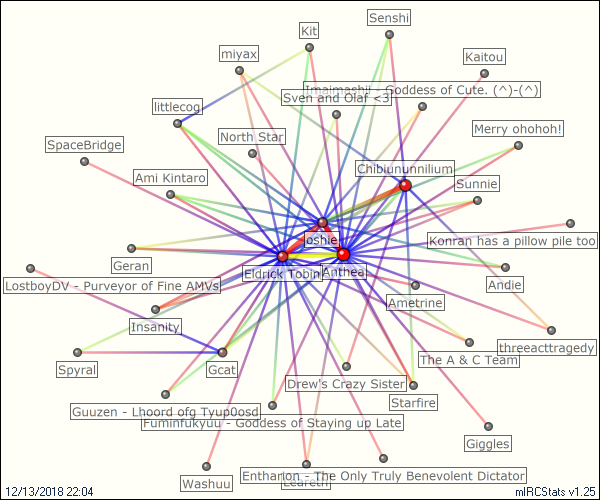 Senshi
Kit
miyax
Kaitou
Imaimashii - Goddess of Cute. (^)-(^)
Sven and Olaf <3
littlecog
North Star
Merry ohohoh!
SpaceBridge
Chibiununnilium
Ami Kintaro
Sunnie
joshie
Konran has a pillow pile too
Geran
Eldrick Tobin
Anthea
LostboyDV - Purveyor of Fine AMVs
Andie
Ametrine
Insanity
threeacttragedy
The A & C Team
Spyral
Gcat
Drew's Crazy Sister
Starfire
Guuzen - Lhoord ofg Tyup0osd
Fuminfukyuu - Goddess of Staying up Late
Giggles
Entharion - The Only Truly Benevolent Dictator
Washuu
12/13/2018 22:04
mIRCStats v1.25